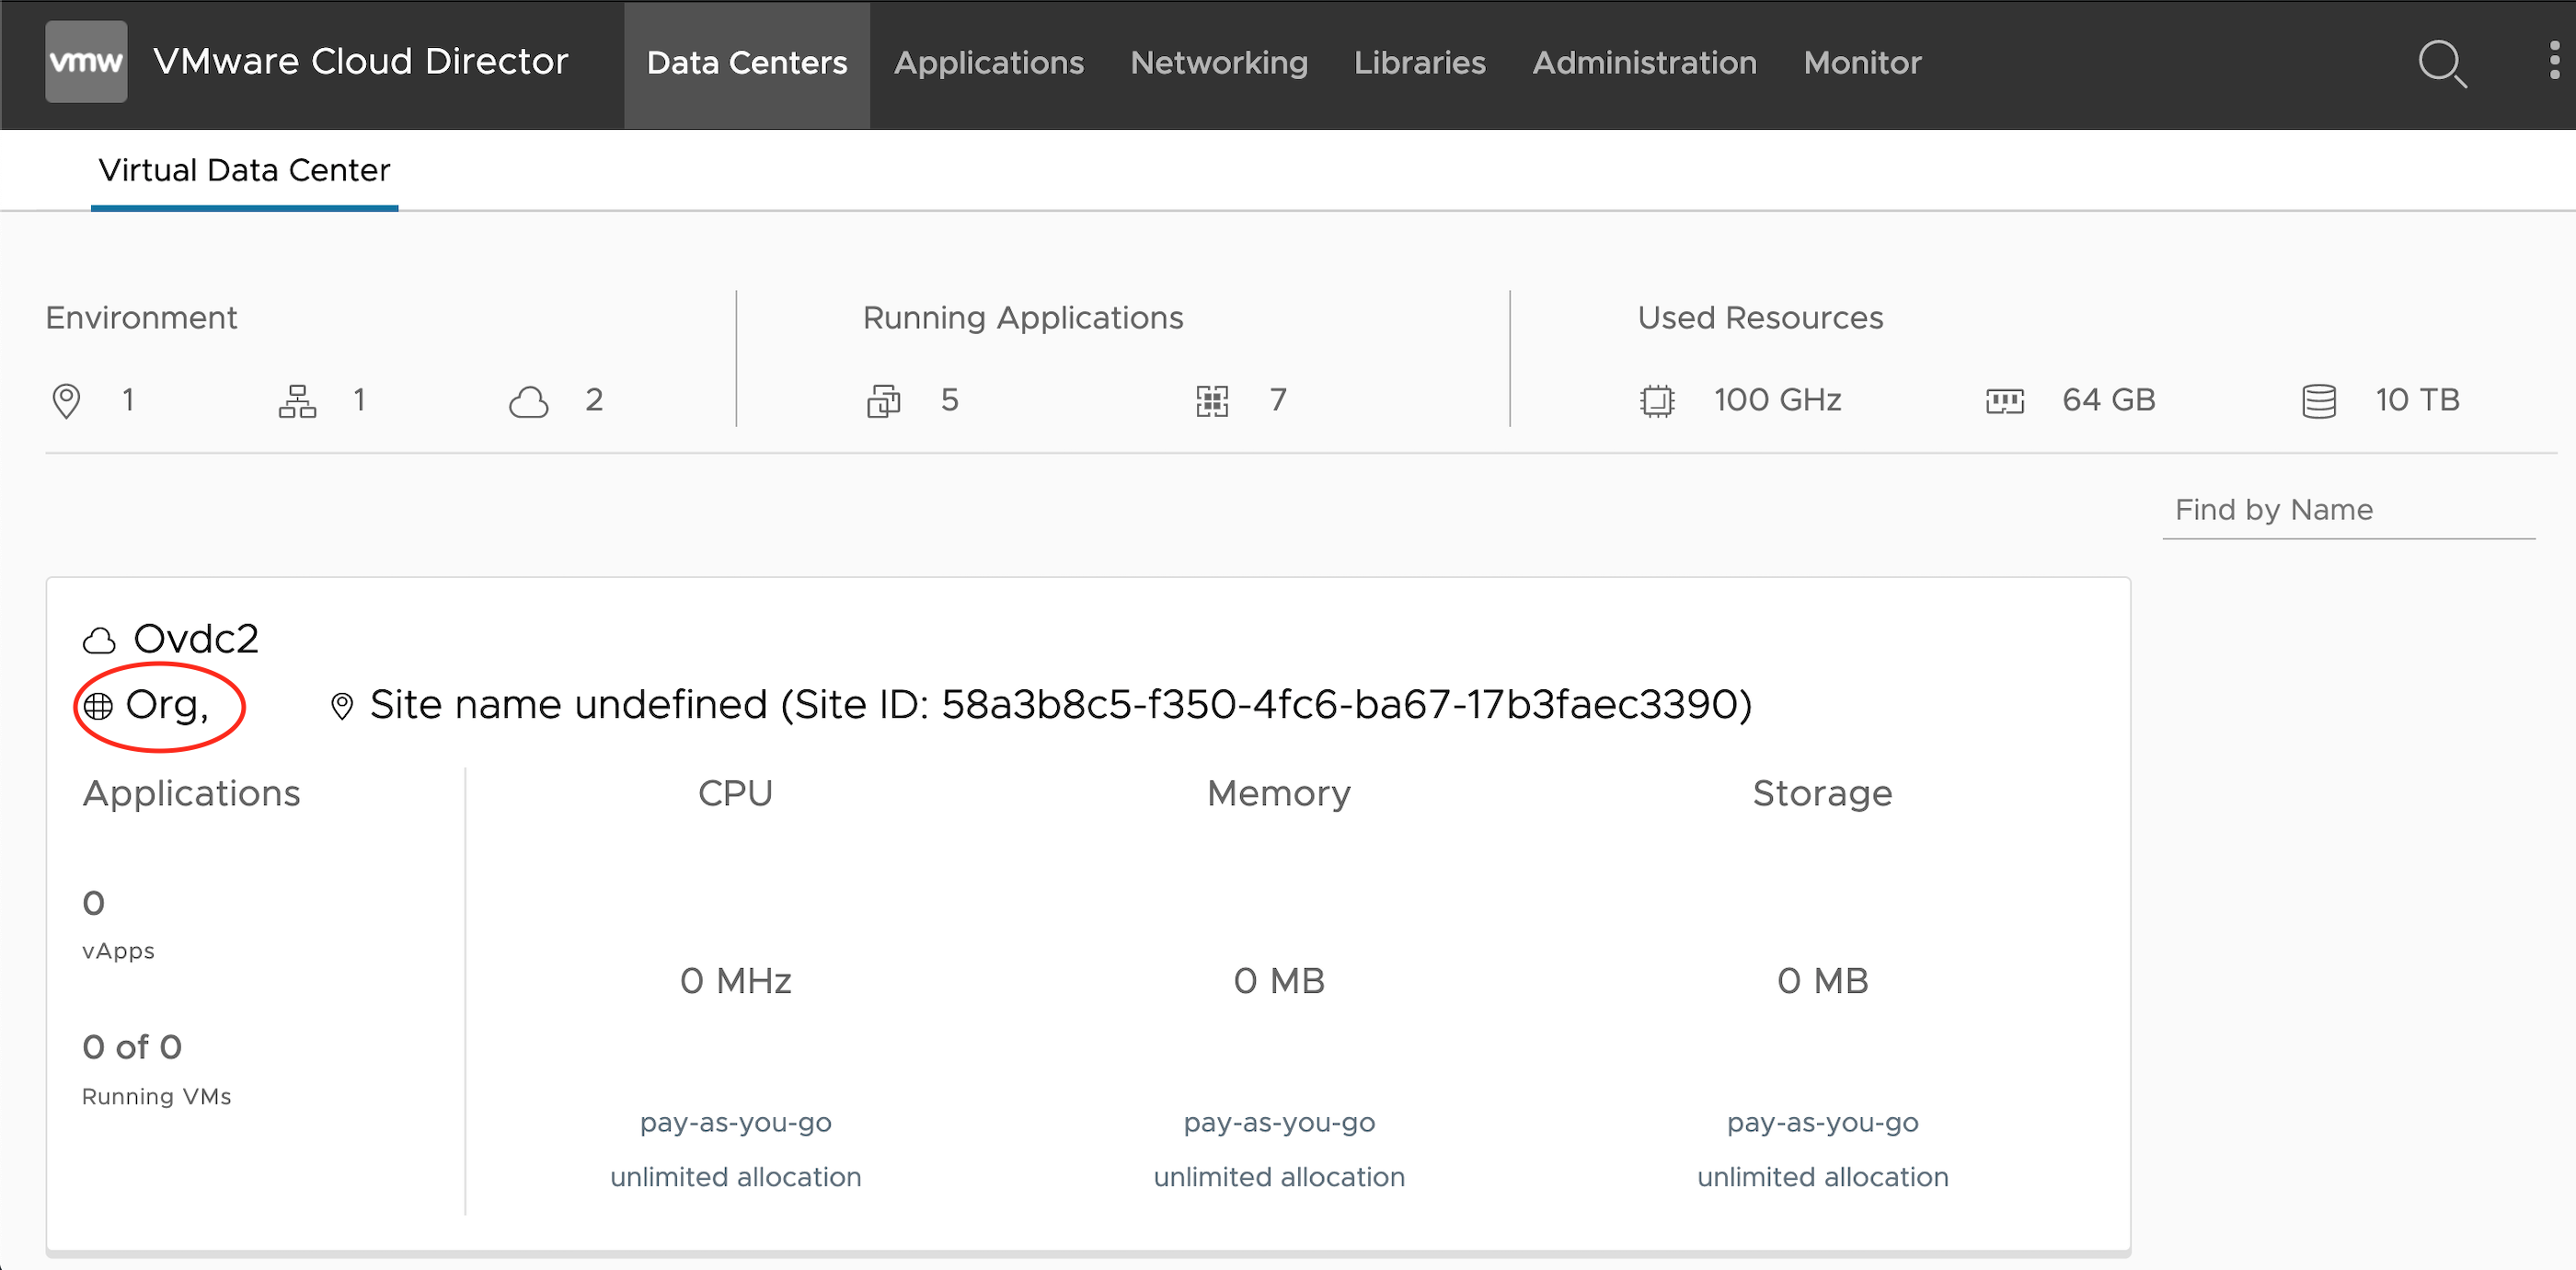 vmw VMware Cloud Director Data Centers Applications Networking Libraries Administration Monitor
Virtual Data Center
Environment Running Applications Used Resources
1 1 2 5 7 100 GHz 64 GB 10 TB
Find by Name
Ovdc2
Org, Site name undefined (Site ID: 58a3b8c5-f350-4fc6-ba67-17b3faec3390)
Applications CPU Memory Storage
0
vApps
0 MHz 0 MB 0 MB
0 of 0
Running VMs
pay-as-you-go pay-as-you-go pay-as-you-go
unlimited allocation unlimited allocation unlimited allocation